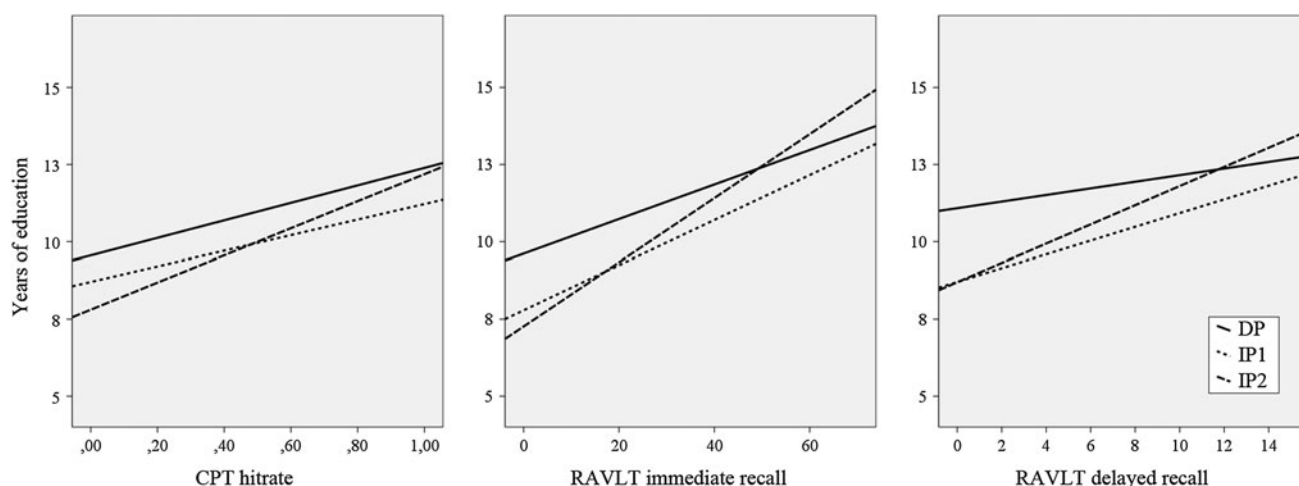 Years of education
15
13
10
8
5
,00 ,20 ,40 ,60 ,80 1,00
CPT hitrate
15
13
10
8
5
0 20 40 60
RAVLT immediate recall
15
13
10
8
5
0 2 4 6 8 10 12 14
RAVLT delayed recall
DP
IP1
IP2